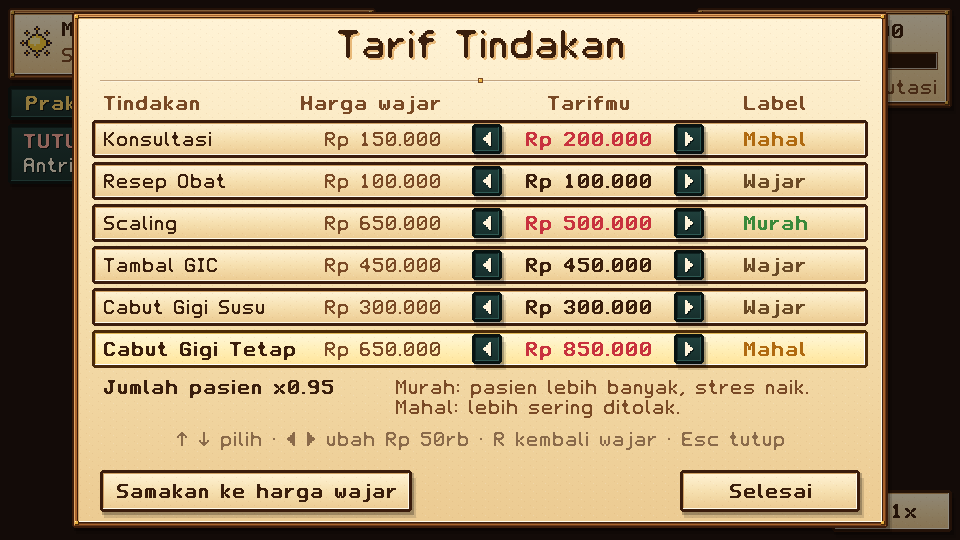 Tarif Tindakan
Tindakan Harga wajar Tarifmu Label
Konsultasi Rp 150.000 Rp 200.000 Mahal
Resep Obat Rp 100.000 Rp 100.000 Wajar
Scaling Rp 650.000 Rp 500.000 Murah
Tambal GIC Rp 450.000 Rp 450.000 Wajar
Cabut Gigi Susu Rp 300.000 Rp 300.000 Wajar
Cabut Gigi Tetap Rp 650.000 Rp 850.000 Mahal
Jumlah pasien x0.95
Murah: pasien lebih banyak, stres naik.
Mahal: lebih sering ditolak.
↑ ↓ pilih · ◀ ▶ ubah Rp 50rb · R kembali wajar · Esc tutup
Samakan ke harga wajar
Selesai
1x